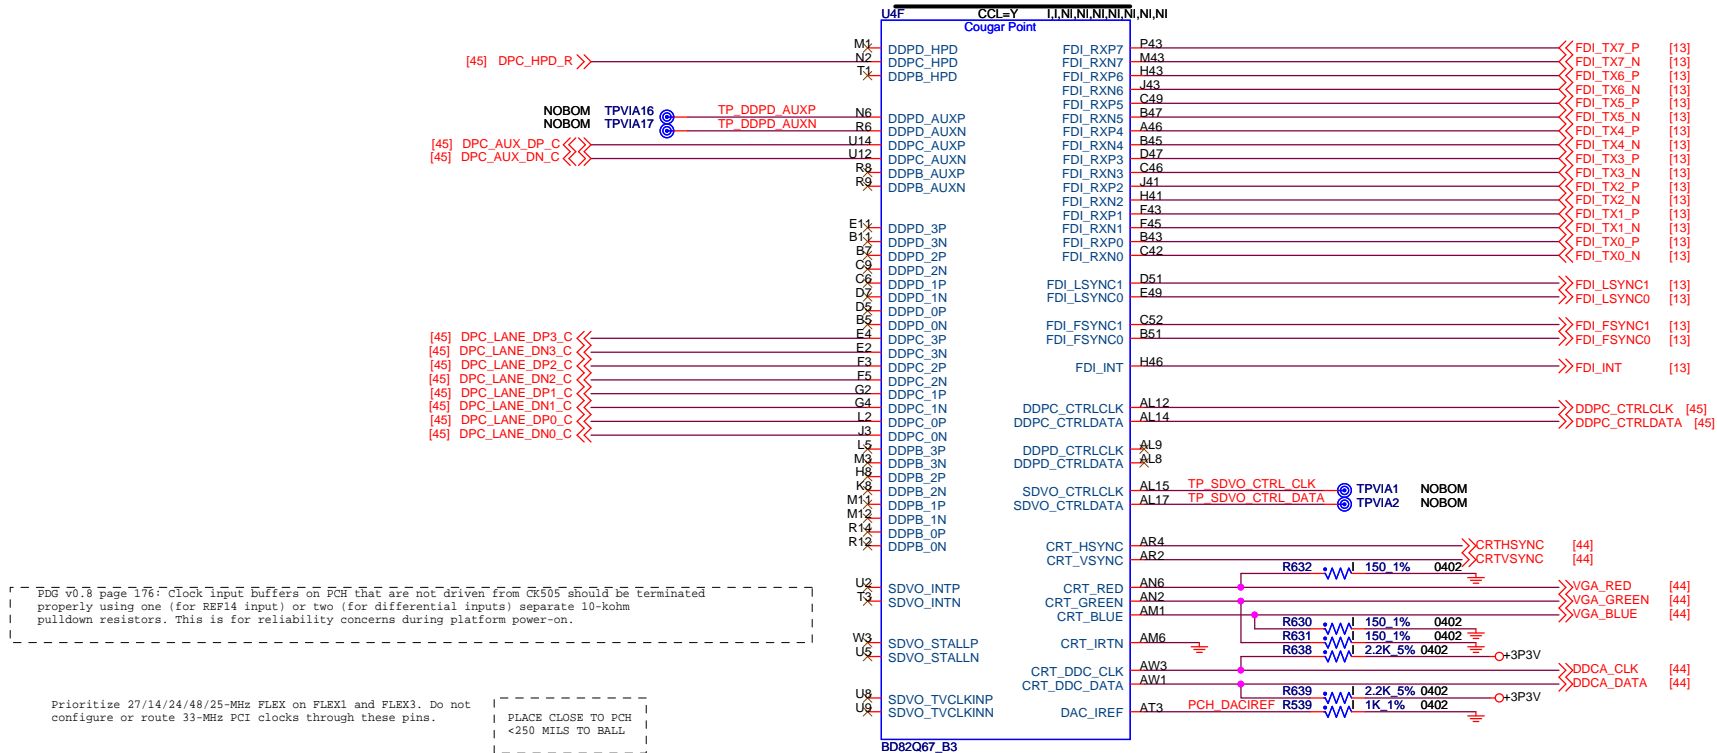 U4F CCL=Y I,I,NI,NI,NI,NI,NI,NI,NI
Cougar Point
[45] DPC_HPD_R
M1 DDPD_HPD
N2 DDPC_HPD
T1 DDPB_HPD
NOBOM TPVIA16 TP_DDPD_AUXP N6 DDPD_AUXP
NOBOM TPVIA17 TP_DDPD_AUXN R6 DDPD_AUXN
[45] DPC_AUX_DP_C U14 DDPC_AUXP
[45] DPC_AUX_DN_C U12 DDPC_AUXN
R8 DDPB_AUXP
R9 DDPB_AUXN
E11 DDPD_3P
B11 DDPD_3N
B7 DDPD_2P
C9 DDPD_2N
C6 DDPD_1P
D7 DDPD_1N
D5 DDPD_0P
B5 DDPD_0N
[45] DPC_LANE_DP3_C E4 DDPC_3P
[45] DPC_LANE_DN3_C E2 DDPC_3N
[45] DPC_LANE_DP2_C F3 DDPC_2P
[45] DPC_LANE_DN2_C F5 DDPC_2N
[45] DPC_LANE_DP1_C G2 DDPC_1P
[45] DPC_LANE_DN1_C G4 DDPC_1N
[45] DPC_LANE_DP0_C L2 DDPC_0P
[45] DPC_LANE_DN0_C J3 DDPC_0N
L5 DDPB_3P
M3 DDPB_3N
H8 DDPB_2P
K8 DDPB_2N
M11 DDPB_1P
M12 DDPB_1N
R14 DDPB_0P
R12 DDPB_0N
U2 SDVO_INTP
T3 SDVO_INTN
W3 SDVO_STALLP
U5 SDVO_STALLN
U8 SDVO_TVCLKINP
U9 SDVO_TVCLKINN
FDI_RXP7 P43 FDI_TX7_P [13]
FDI_RXN7 M43 FDI_TX7_N [13]
FDI_RXP6 H43 FDI_TX6_P [13]
FDI_RXN6 J43 FDI_TX6_N [13]
FDI_RXP5 C49 FDI_TX5_P [13]
FDI_RXN5 B47 FDI_TX5_N [13]
FDI_RXP4 A46 FDI_TX4_P [13]
FDI_RXN4 B45 FDI_TX4_N [13]
FDI_RXP3 D47 FDI_TX3_P [13]
FDI_RXN3 C46 FDI_TX3_N [13]
FDI_RXP2 J41 FDI_TX2_P [13]
FDI_RXN2 H41 FDI_TX2_N [13]
FDI_RXP1 F43 FDI_TX1_P [13]
FDI_RXN1 F45 FDI_TX1_N [13]
FDI_RXP0 B43 FDI_TX0_P [13]
FDI_RXN0 C42 FDI_TX0_N [13]
FDI_LSYNC1 D51 FDI_LSYNC1 [13]
FDI_LSYNC0 E49 FDI_LSYNC0 [13]
FDI_FSYNC1 C52 FDI_FSYNC1 [13]
FDI_FSYNC0 B51 FDI_FSYNC0 [13]
FDI_INT H46 FDI_INT [13]
DDPC_CTRLCLK AL12 DDPC_CTRLCLK [45]
DDPC_CTRLDATA AL14 DDPC_CTRLDATA [45]
DDPD_CTRLCLK AL9
DDPD_CTRLDATA AL8
SDVO_CTRLCLK AL15 TP_SDVO_CTRL_CLK TPVIA1 NOBOM
SDVO_CTRLDATA AL17 TP_SDVO_CTRL_DATA TPVIA2 NOBOM
CRT_HSYNC AR4 CRTHSYNC [44]
CRT_VSYNC AR2 CRTVSYNC [44]
R632 I 150_1% 0402
CRT_RED AN6 VGA_RED [44]
CRT_GREEN AN2 VGA_GREEN [44]
CRT_BLUE AM1 VGA_BLUE [44]
R630 I 150_1% 0402
CRT_IRTN AM6 R631 I 150_1% 0402
R638 I 2.2K_5% 0402 +3P3V
CRT_DDC_CLK AW3 DDCA_CLK [44]
CRT_DDC_DATA AW1 DDCA_DATA [44]
R639 I 2.2K_5% 0402 +3P3V
DAC_IREF AT3 PCH_DACIREF R539 I 1K_1% 0402
BD82Q67_B3
PDG v0.8 page 176: Clock input buffers on PCH that are not driven from CK505 should be terminated
properly using one (for REF14 input) or two (for differential inputs) separate 10-kohm
pulldown resistors. This is for reliability concerns during platform power-on.
Prioritize 27/14/24/48/25-MHz FLEX on FLEX1 and FLEX3. Do not
configure or route 33-MHz PCI clocks through these pins.
PLACE CLOSE TO PCH
<250 MILS TO BALL